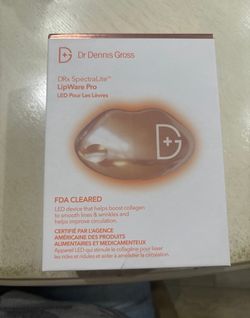 Dr Dennis Gross
DRx SpectraLite™
LipWare Pro
LED Pour Les Lèvres
FDA CLEARED
LED device that helps boost collagen
to smooth lines & wrinkles and
helps improve circulation.
CERTIFIÉ PAR L'AGENCE
AMÉRICAINE DES PRODUITS
ALIMENTAIRES ET MÉDICAMENTEUX
Appareil LED qui stimule le collagène pour lisser
les rides et ridules et aider à améliorer la circulation.